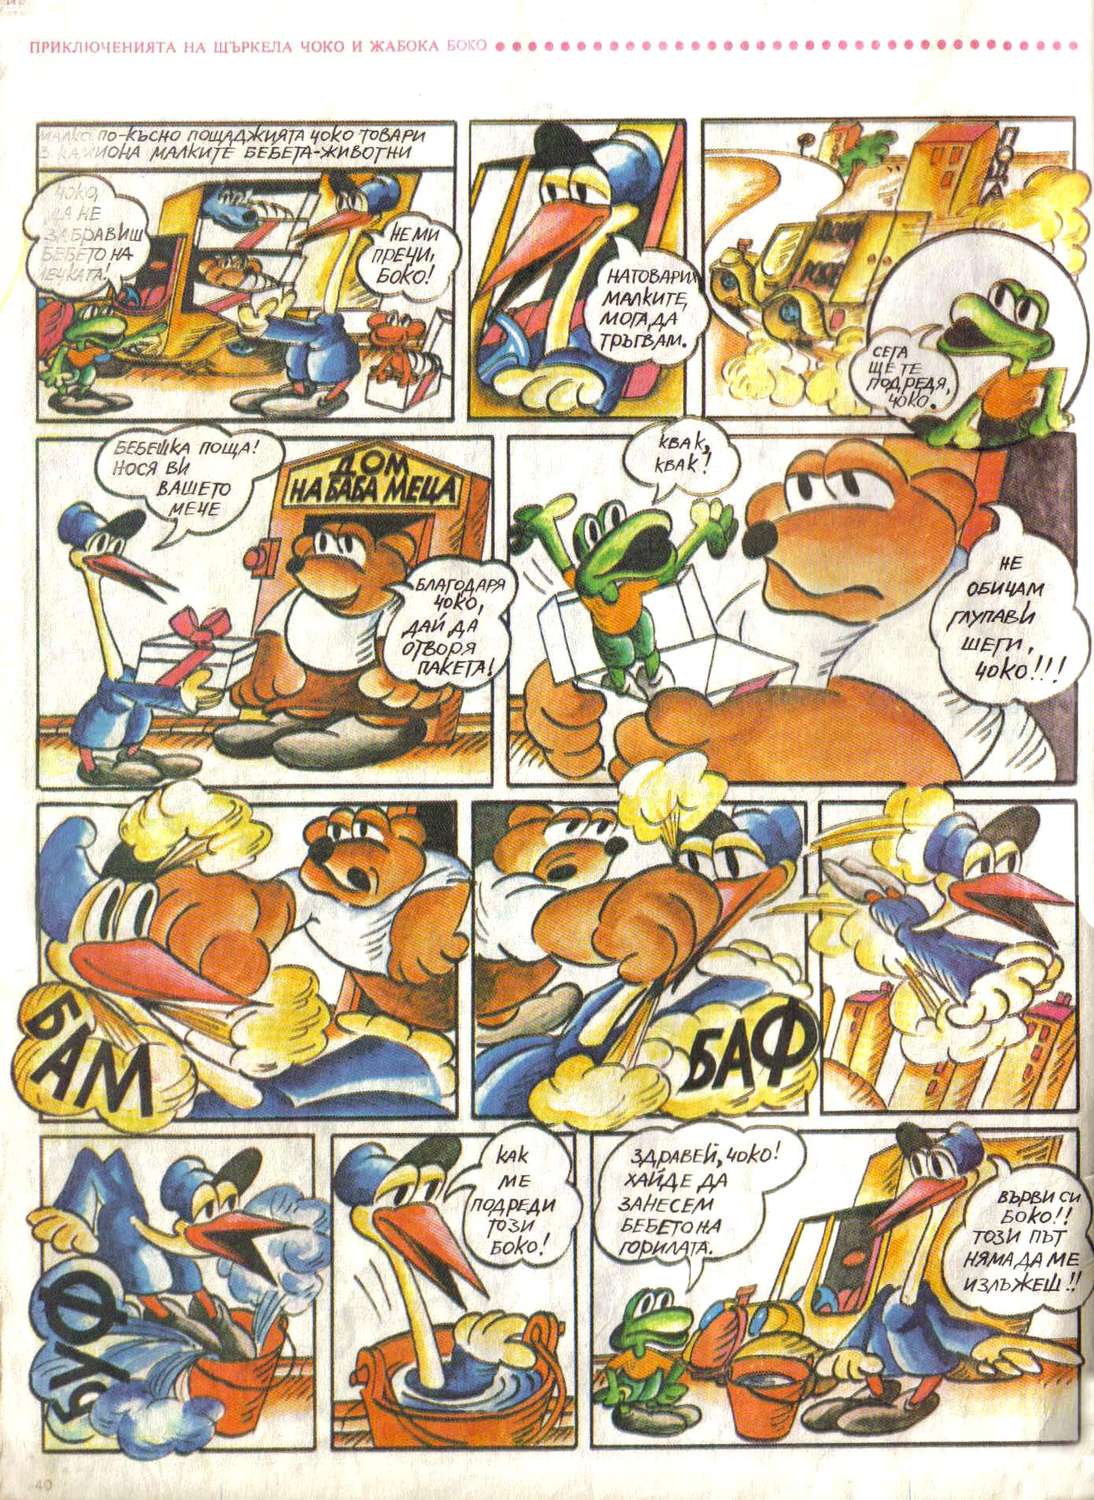 ПРИКЛЮЧЕНИЯТА НА ЩЪРКЕЛА ЧОКО И ЖАБОКА БОКО
МАЛКО ПО-КЪСНО ПОЩАДЖИЯТА ЧОКО ТОВАРИ
В КАМИОНА МАЛКИТЕ БЕБЕТА-ЖИВОТНИ
ЧОКО,
ДА НЕ
ЗАБРАВИШ
БЕБЕТО НА
МЕЧКАТА!
НЕ МИ
ПРЕЧИ,
БОКО!
НАТОВАРИХ
МАЛКИТЕ,
МОГА ДА
ТРЪГВАМ.
СЕГА
ЩЕ ТЕ
ПОДРЕДЯ,
ЧОКО.
БЕБЕШКА ПОЩА!
НОСЯ ВИ
ВАШЕТО
МЕЧЕ
ДОМ
НА БАБА МЕЦА
БЛАГОДАРЯ
ЧОКО,
ДАЙ ДА
ОТВОРЯ
ПАКЕТА!
КВАК,
КВАК!
НЕ
ОБИЧАМ
ГЛУПАВИ
ШЕГИ,
ЧОКО!!!
БАМ
БАФ
БУФ
КАК
МЕ
ПОДРЕДИ
ТОЗИ
БОКО!
ЗДРАВЕЙ, ЧОКО!
ХАЙДЕ ДА
ЗАНЕСЕМ
БЕБЕТО НА
ГОРИЛАТА.
ВЪРВИ СИ
БОКО!!
ТОЗИ ПЪТ
НЯМА ДА МЕ
ИЗЛЪЖЕШ!!
40